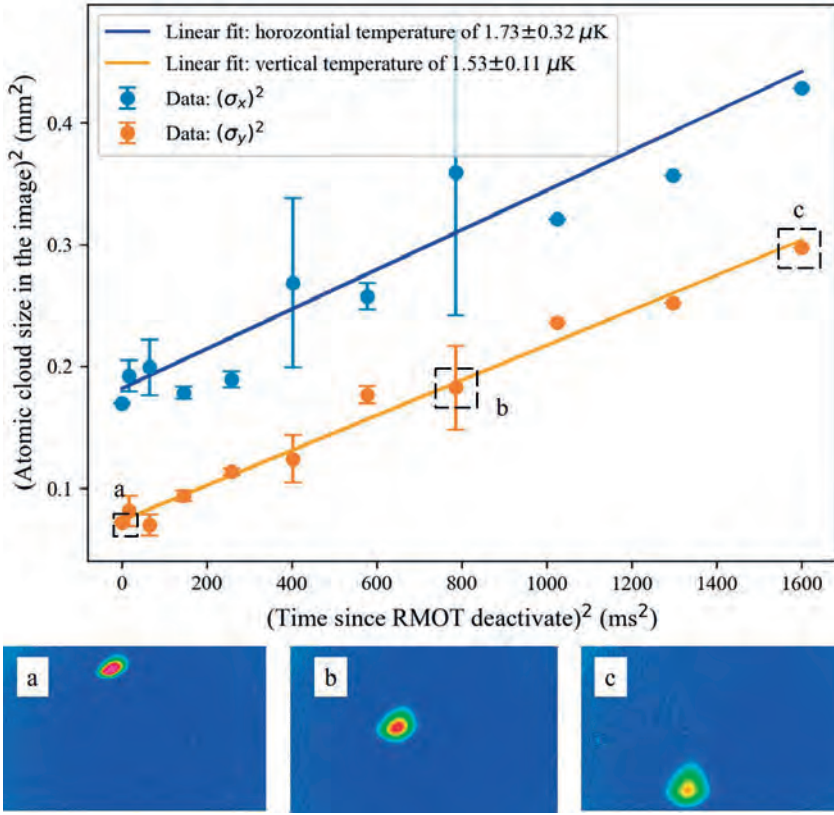 Linear fit: horozontial temperature of 1.73±0.32 μK
Linear fit: vertical temperature of 1.53±0.11 μK
Data: (σx)²
Data: (σy)²
(Atomic cloud size in the image)² (mm²)
0.4
0.3
0.2
0.1
a
b
c
0 200 400 600 800 1000 1200 1400 1600
(Time since RMOT deactivate)² (ms²)
a b c